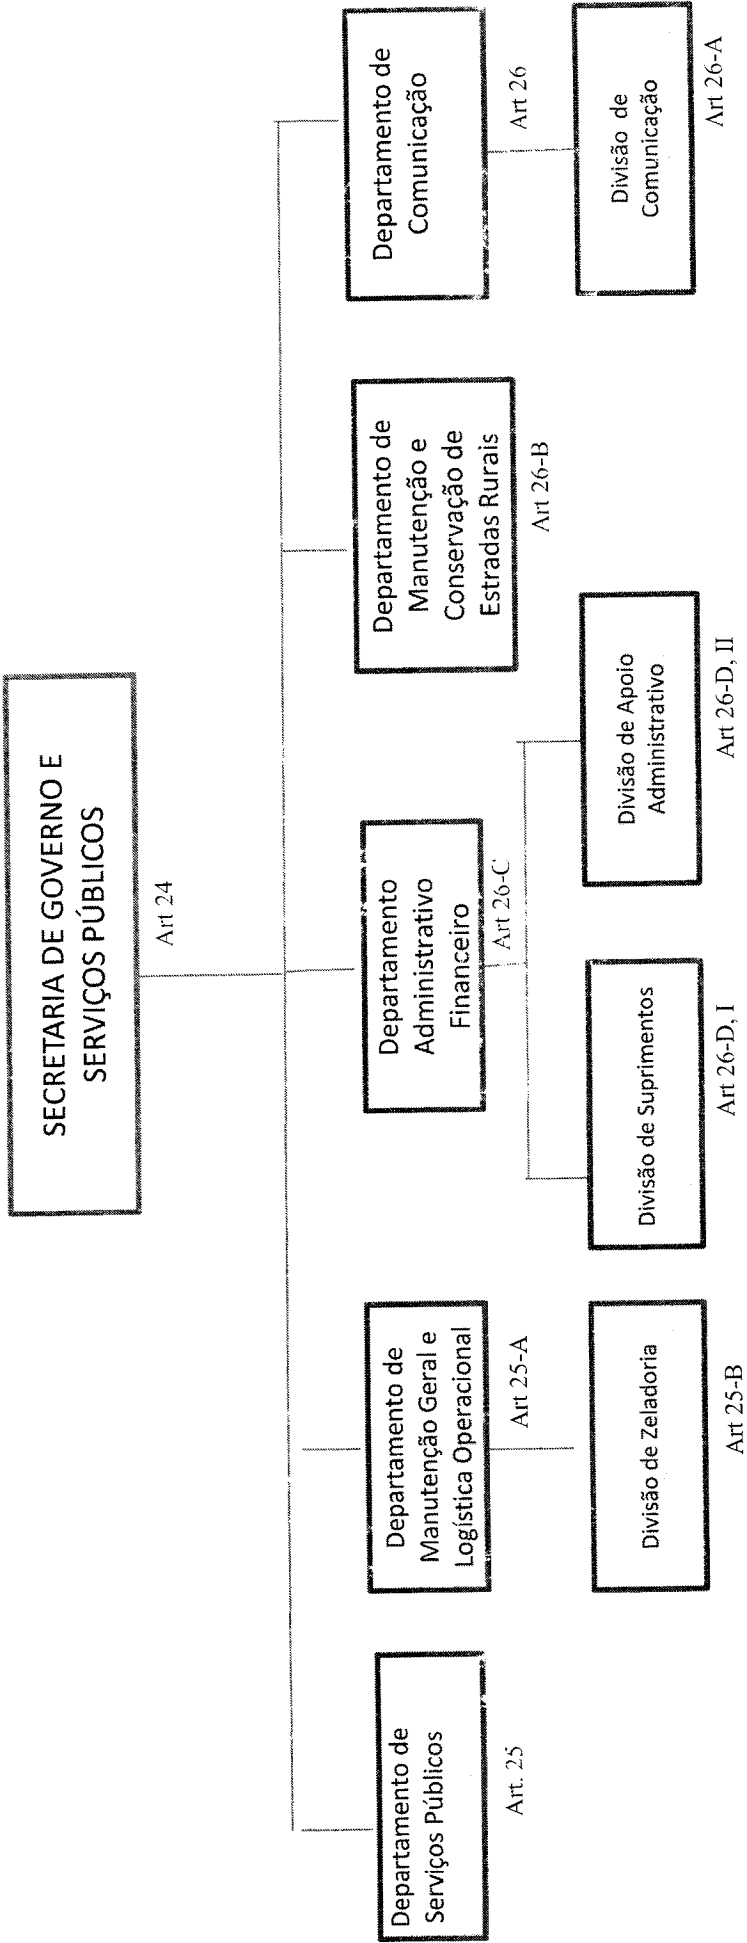 SECRETARIA DE GOVERNO E
SERVIÇOS PÚBLICOS
Art 24
Departamento de
Serviços Públicos
Art. 25
Departamento de
Manutenção Geral e
Logística Operacional
Art 25-A
Divisão de Zeladoria
Art 25-B
Departamento
Administrativo
Financeiro
Art 26-C
Divisão de Suprimentos
Art 26-D, I
Divisão de Apoio
Administrativo
Art 26-D, II
Departamento de
Manutenção e
Conservação de
Estradas Rurais
Art 26-B
Departamento de
Comunicação
Art 26
Divisão de
Comunicação
Art 26-A